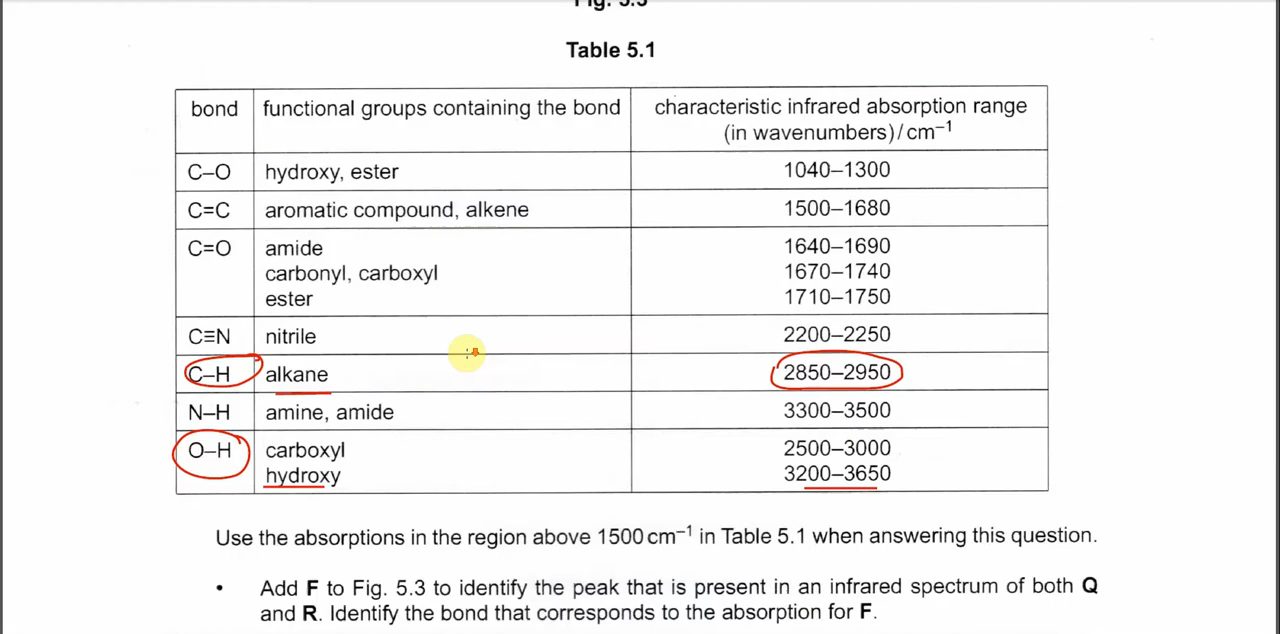 Fig. 5.3
Table 5.1
bond functional groups containing the bond characteristic infrared absorption range
(in wavenumbers)/cm⁻¹
C–O hydroxy, ester 1040–1300
C=C aromatic compound, alkene 1500–1680
C=O amide 1640–1690
carbonyl, carboxyl 1670–1740
ester 1710–1750
C≡N nitrile 2200–2250
C–H alkane 2850–2950
N–H amine, amide 3300–3500
O–H carboxyl 2500–3000
hydroxy 3200–3650
Use the absorptions in the region above 1500 cm⁻¹ in Table 5.1 when answering this question.
• Add F to Fig. 5.3 to identify the peak that is present in an infrared spectrum of both Q
and R. Identify the bond that corresponds to the absorption for F.